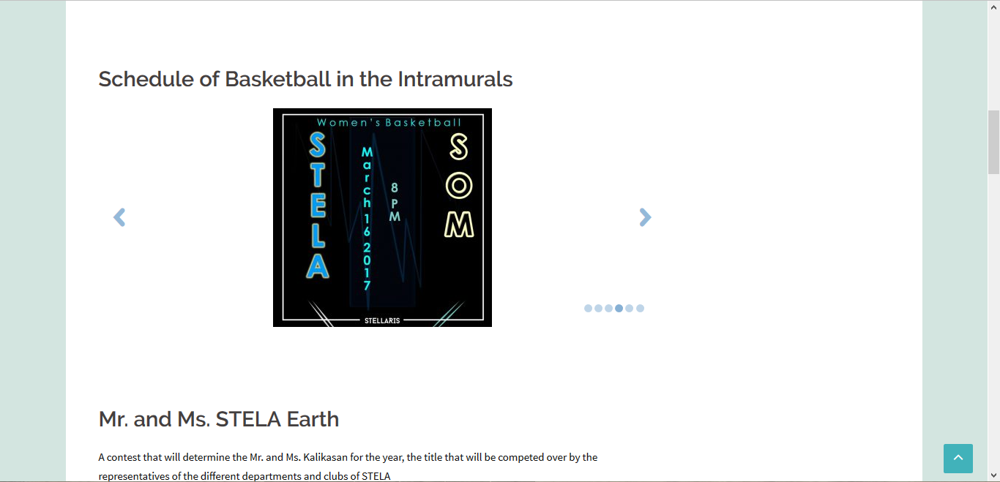 Schedule of Basketball in the Intramurals
Women's Basketball
STELA
March 16 2017
8 PM
SOM
STELLARIS
Mr. and Ms. STELA Earth
A contest that will determine the Mr. and Ms. Kalikasan for the year, the title that will be competed over by the
representatives of the different departments and clubs of STELA